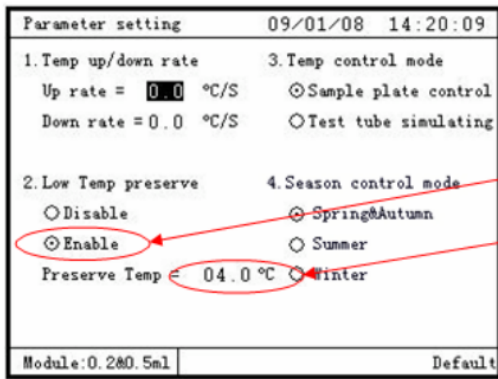 Parameter setting 09/01/08 14:20:09
1.Temp up/down rate
Up rate = 0.0 °C/S
Down rate =0.0 °C/S
3.Temp control mode
Sample plate control
Test tube simulating
2.Low Temp preserve
Disable
Enable
Preserve Temp = 04.0 °C
4.Season control mode
Spring&Autumn
Summer
Winter
Module:0.2&0.5ml Default